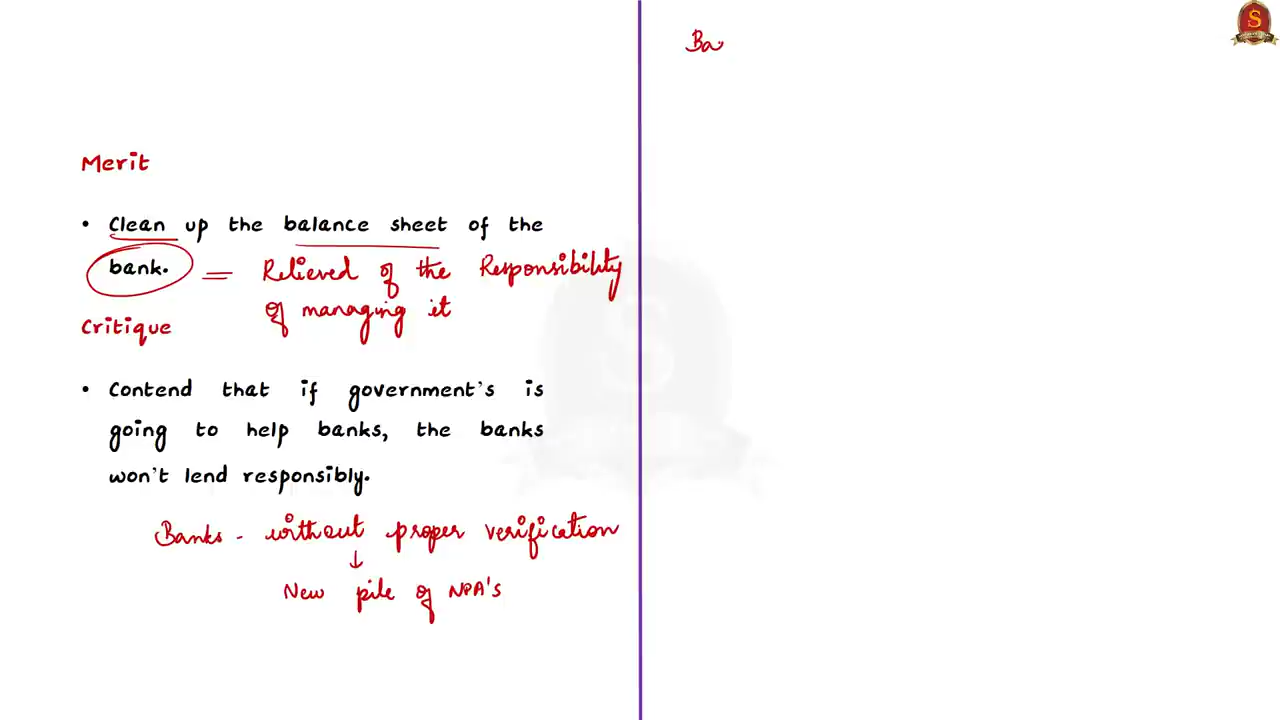 Merit
• Clean up the balance sheet of the
bank. = Relieved of the Responsibility
of managing it
Critique
• Contend that if government's is
going to help banks, the banks
won't lend responsibly.
Banks - without proper verification
↓
New pile of NPA's
Ba
S